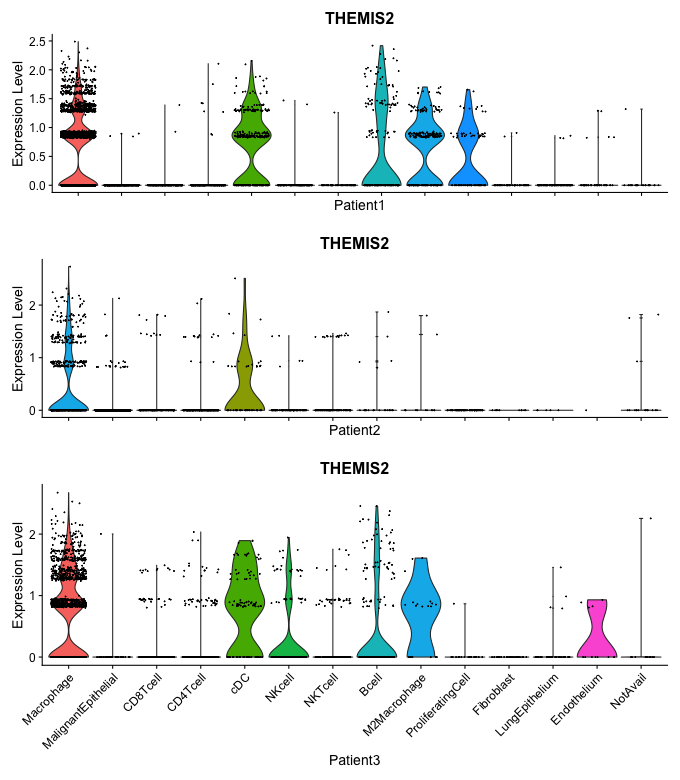 THEMIS2
Expression Level
2.5
2.0
1.5
1.0
0.5
0.0
Patient1
THEMIS2
Expression Level
2
1
0
Patient2
THEMIS2
Expression Level
2
1
0
Macrophage
MalignantEpithelial
CD8Tcell
CD4Tcell
cDC
NKcell
NKTcell
Bcell
M2Macrophage
ProliferatingCell
Fibroblast
LungEpithelium
Endothelium
NotAvail
Patient3